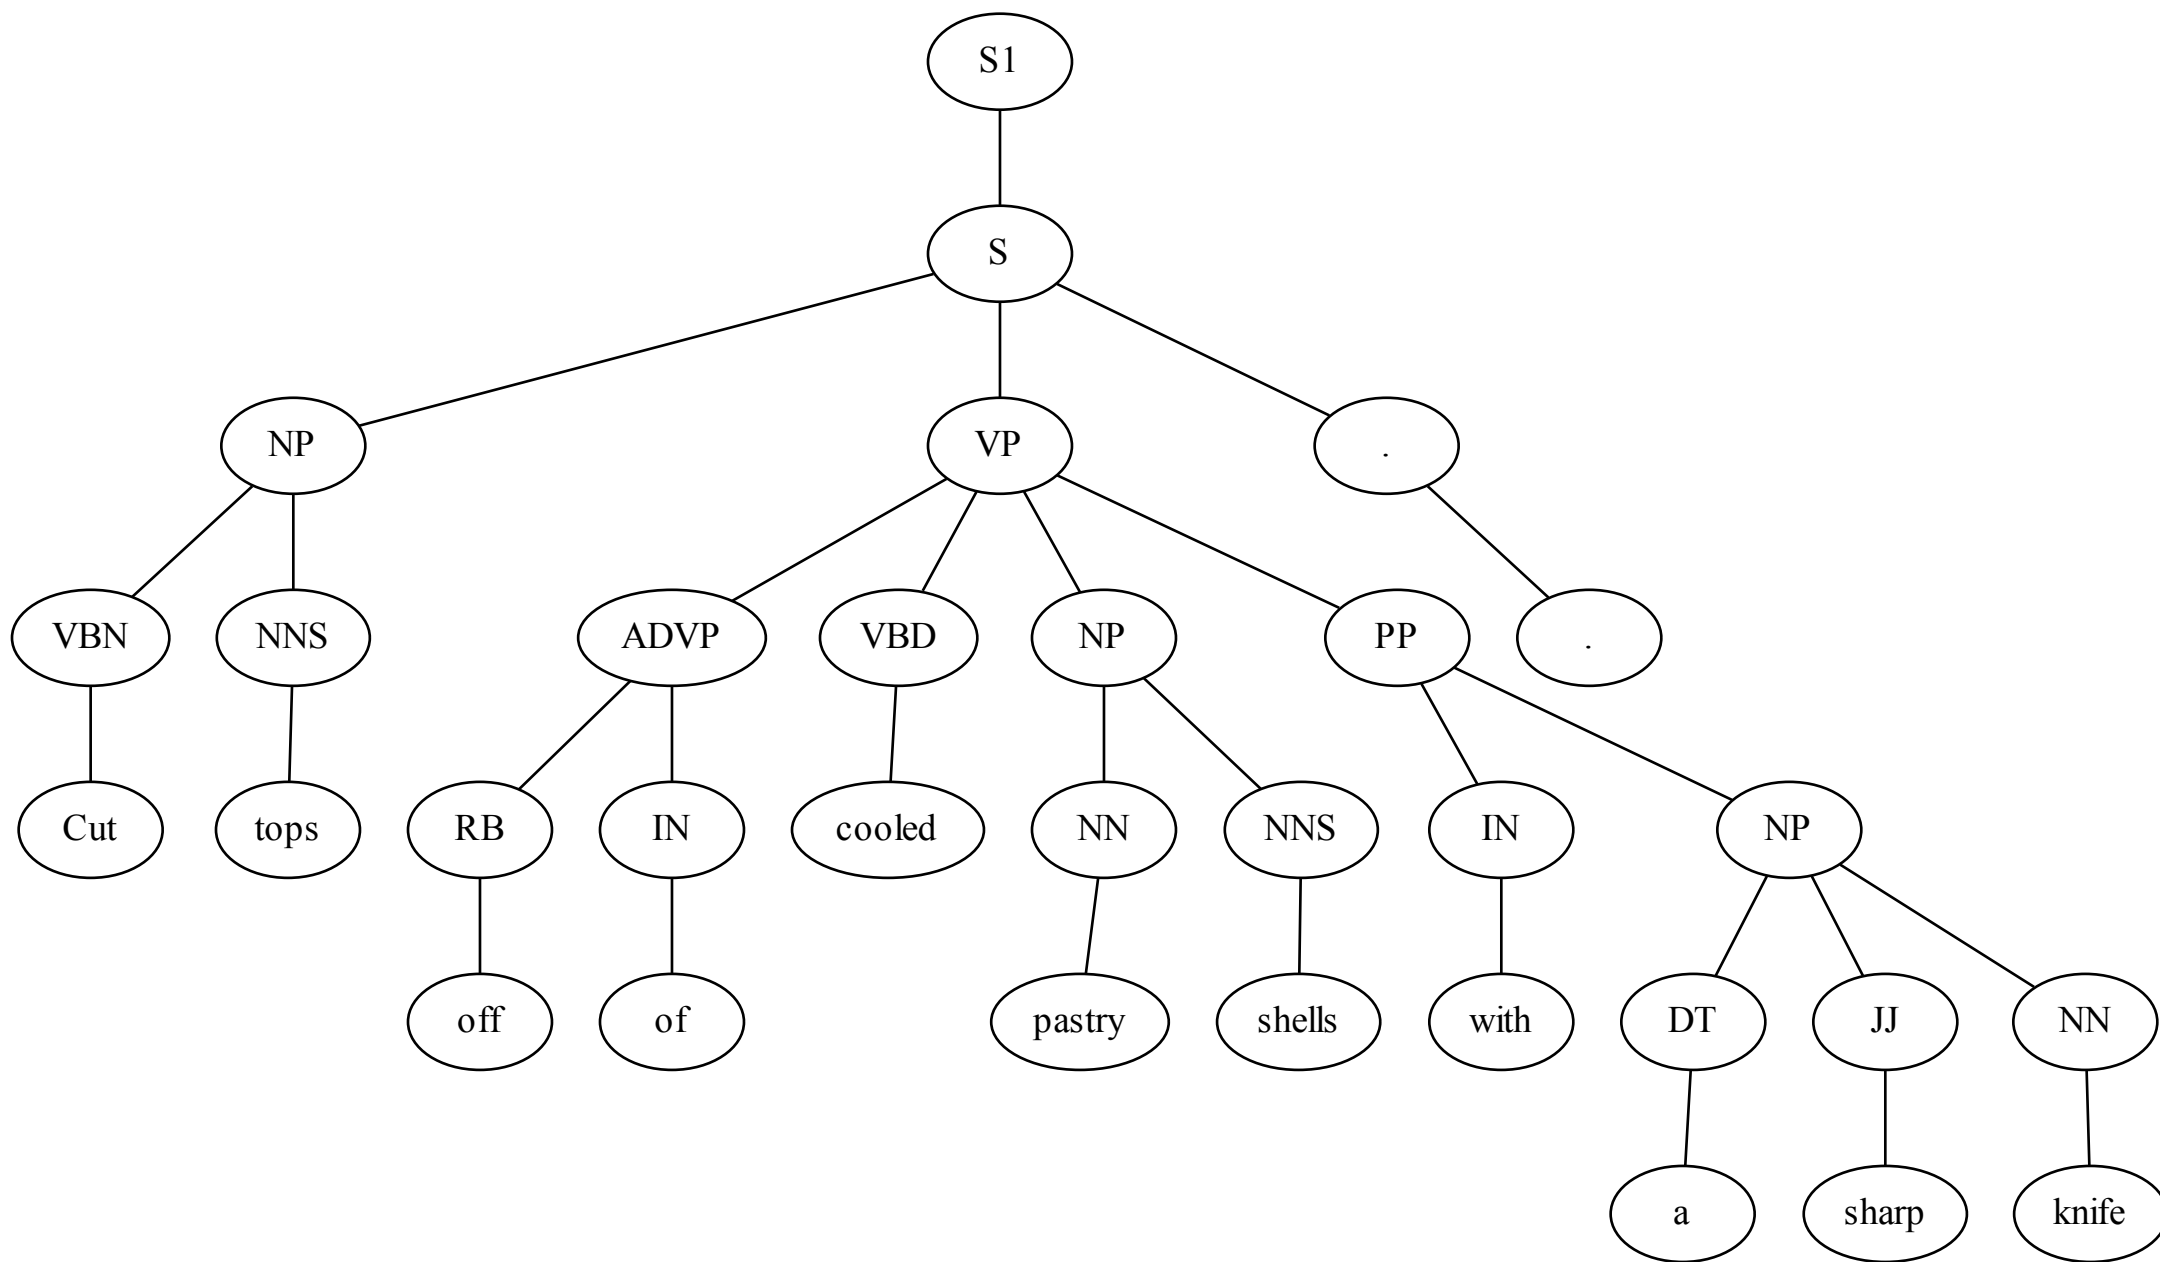 S1
S
NP VP .
VBN NNS ADVP VBD NP PP .
Cut tops RB IN cooled NN NNS IN NP
off of pastry shells with DT JJ NN
a sharp knife